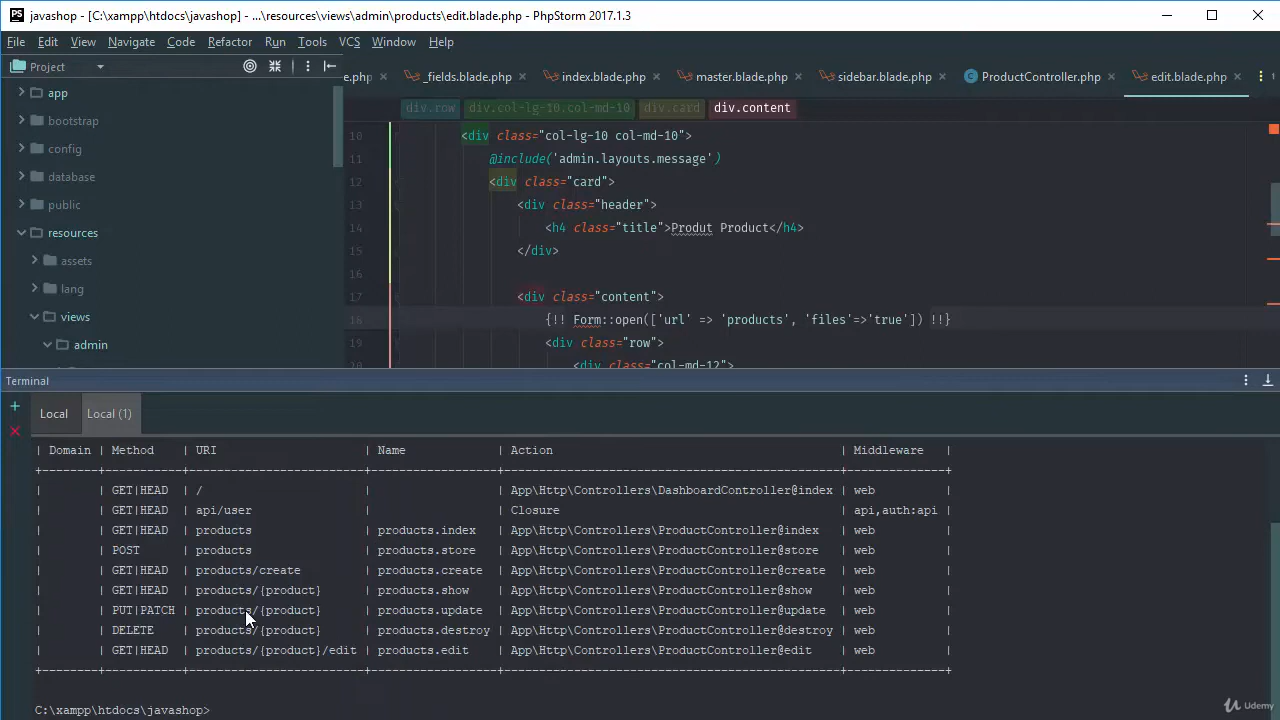 javashop - [C:\xampp\htdocs\javashop] - ...\resources\views\admin\products\edit.blade.php - PhpStorm 2017.1.3
File Edit View Navigate Code Refactor Run Tools VCS Window Help
Project
e.php _fields.blade.php index.blade.php master.blade.php sidebar.blade.php ProductController.php edit.blade.php
div.row div.col-lg-10.col-md-10 div.card div.content
app
bootstrap
config
database
public
resources
assets
lang
views
admin
10 <div class="col-lg-10 col-md-10">
11 @include('admin.layouts.message')
12 <div class="card">
13 <div class="header">
14 <h4 class="title">Produt Product</h4>
15 </div>
16
17 <div class="content">
18 {!! Form::open(['url' => 'products', 'files'=>'true']) !!}
19 <div class="row">
20 <div class="col-md-12">
Terminal
Local Local (1)
| Domain | Method | URI | Name | Action | Middleware |
+--------+-----------+-------------------------+------------------+------------------------------------------------+--------------+
| | GET|HEAD | / | | App\Http\Controllers\DashboardController@index | web |
| | GET|HEAD | api/user | | Closure | api,auth:api |
| | GET|HEAD | products | products.index | App\Http\Controllers\ProductController@index | web |
| | POST | products | products.store | App\Http\Controllers\ProductController@store | web |
| | GET|HEAD | products/create | products.create | App\Http\Controllers\ProductController@create | web |
| | GET|HEAD | products/{product} | products.show | App\Http\Controllers\ProductController@show | web |
| | PUT|PATCH | products/{product} | products.update | App\Http\Controllers\ProductController@update | web |
| | DELETE | products/{product} | products.destroy | App\Http\Controllers\ProductController@destroy | web |
| | GET|HEAD | products/{product}/edit | products.edit | App\Http\Controllers\ProductController@edit | web |
+--------+-----------+-------------------------+------------------+------------------------------------------------+--------------+
C:\xampp\htdocs\javashop>
Udemy